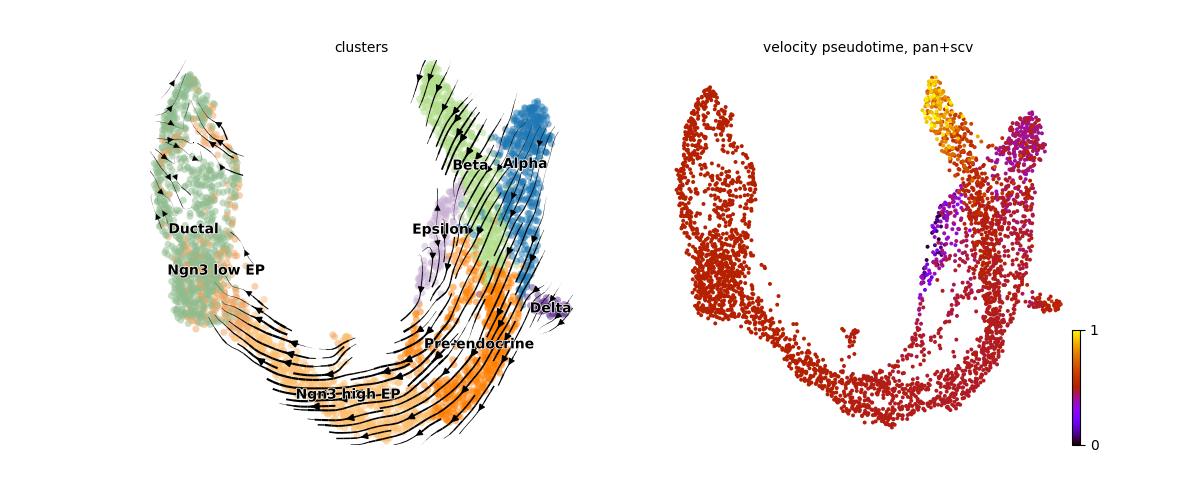 clusters
velocity pseudotime, pan+scv
Beta
Alpha
Ductal
Epsilon
Ngn3 low EP
Delta
Pre-endocrine
Ngn3 high EP
1
0